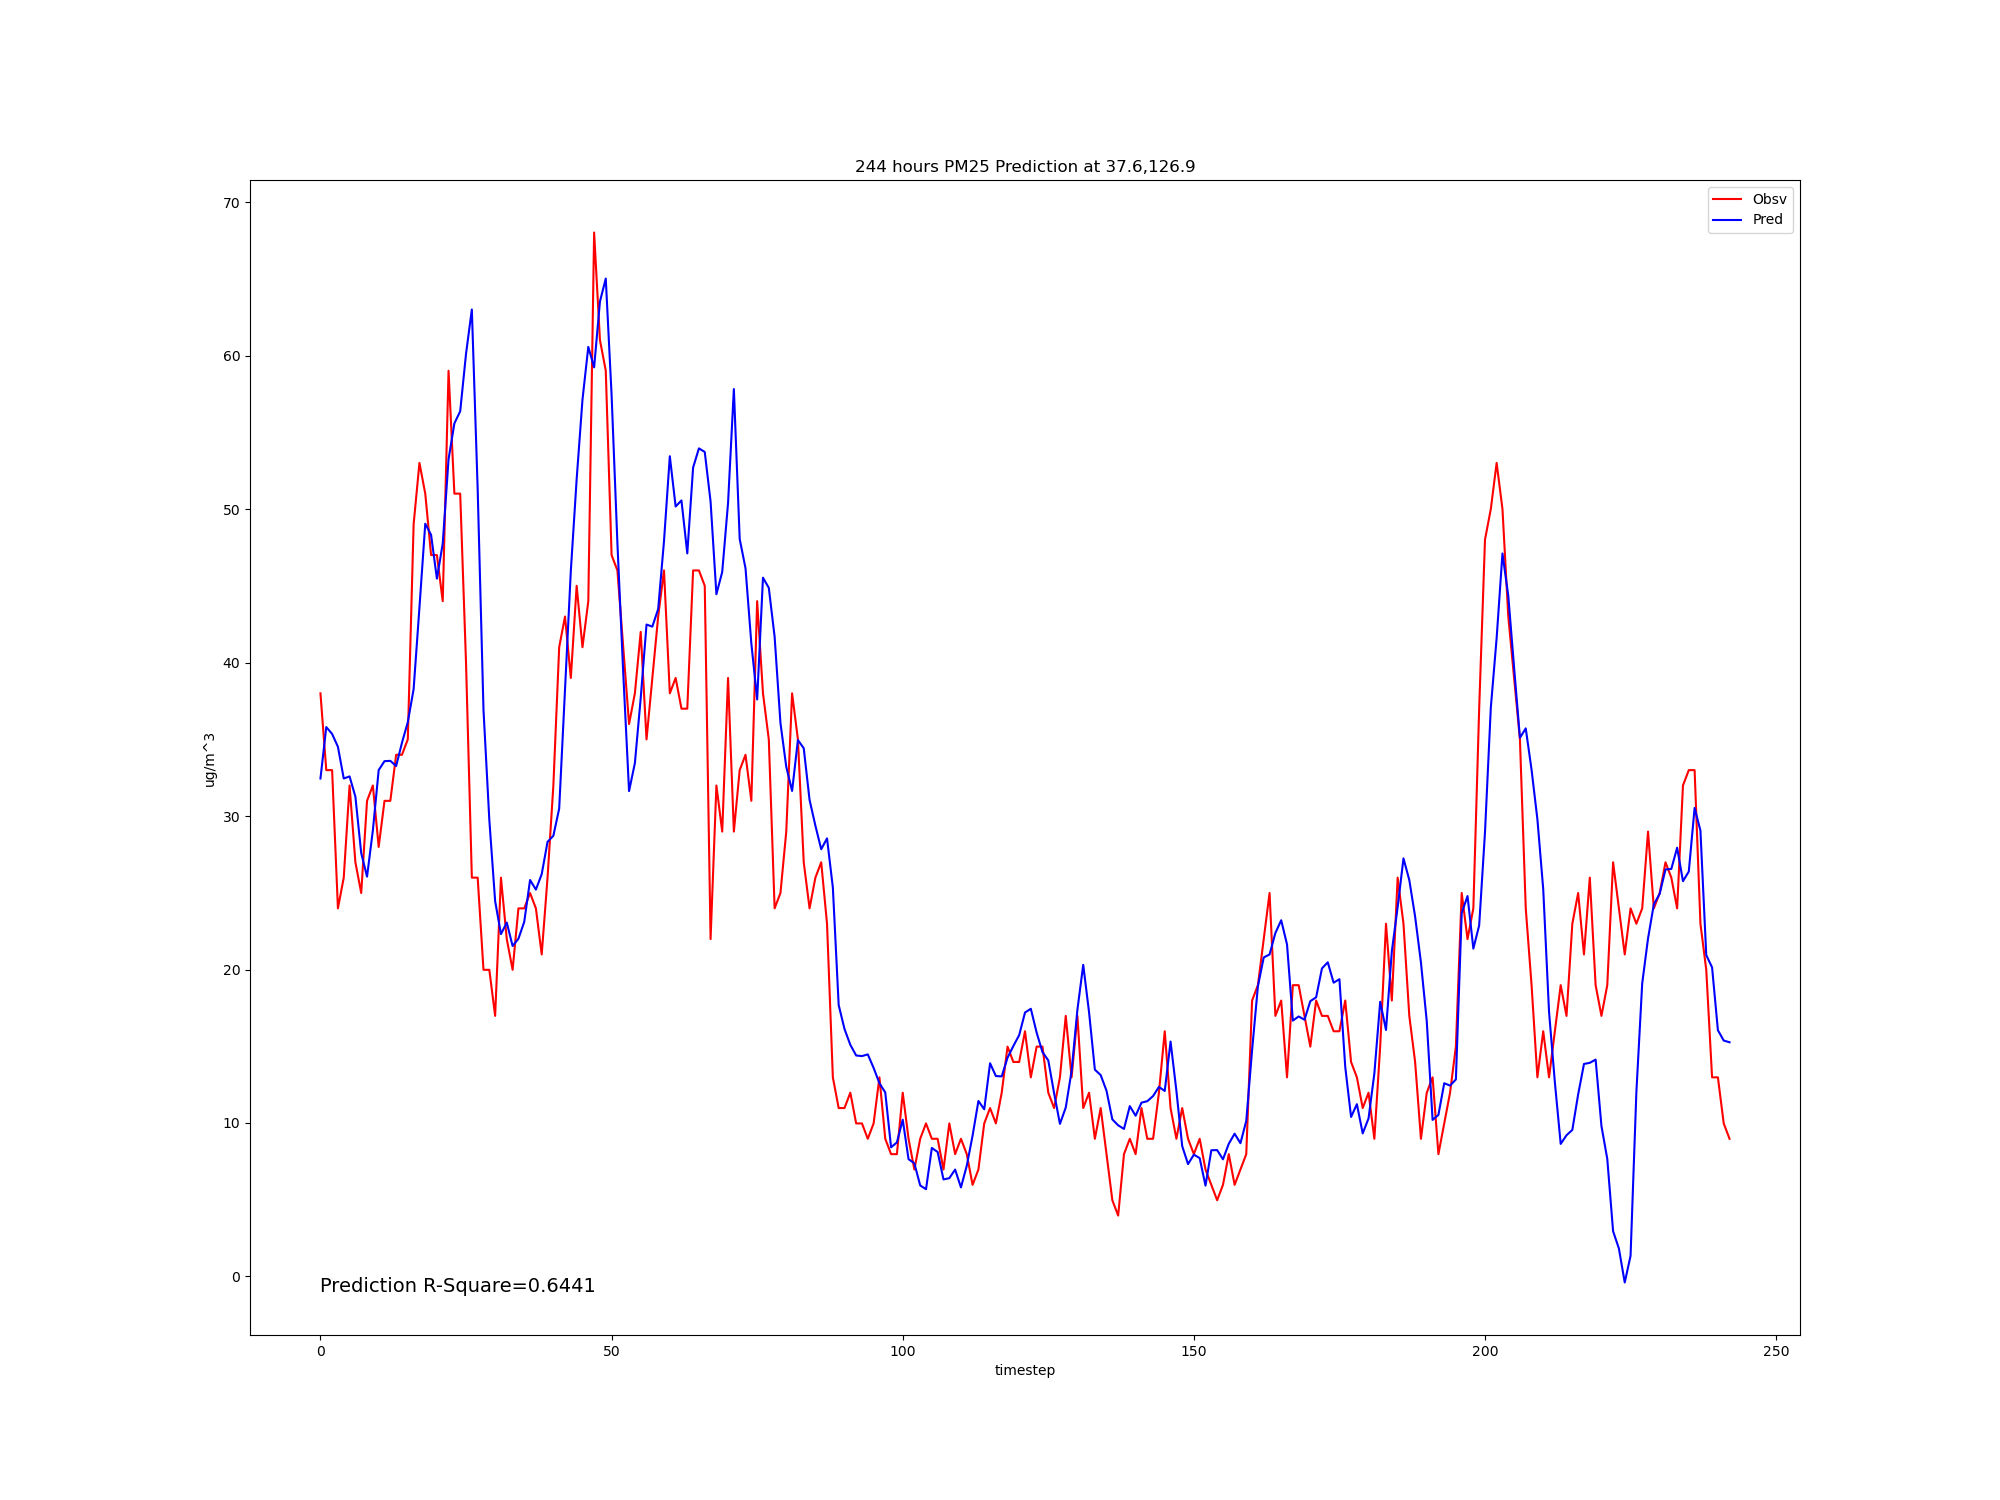 244 hours PM25 Prediction at 37.6,126.9
Obsv
Pred
70
60
50
40
30
20
10
0
ug/m^3
Prediction R-Square=0.6441
0 50 100 150 200 250
timestep